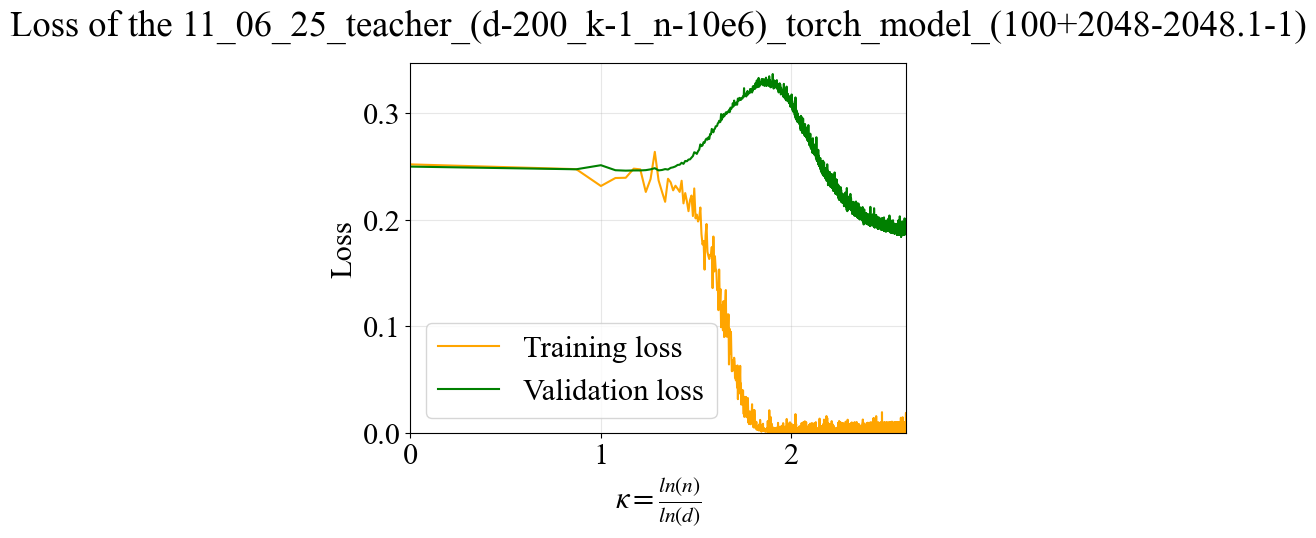 Loss of the 11_06_25_teacher_(d-200_k-1_n-10e6)_torch_model_(100+2048-2048.1-1)
0.3
0.2
0.1
0.0
Loss
Training loss
Validation loss
0 1 2
κ = ln(n)/ln(d)